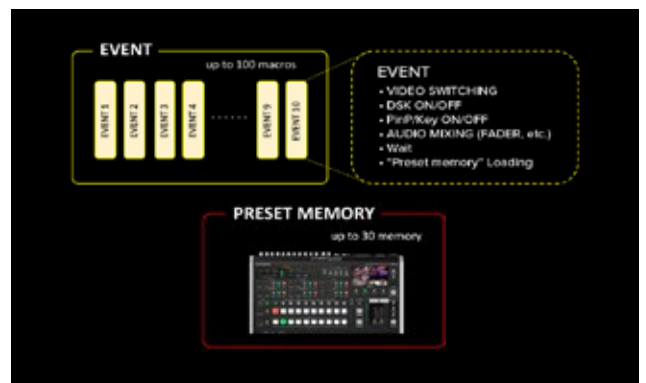 EVENT
up to 100 macros
EVENT 1
EVENT 2
EVENT 3
EVENT 4
......
EVENT 9
EVENT 10
EVENT
• VIDEO SWITCHING
• DSK ON/OFF
• PinP/Key ON/OFF
• AUDIO MIXING (FADER, etc.)
• Wait
• "Preset memory" Loading
PRESET MEMORY
up to 30 memory